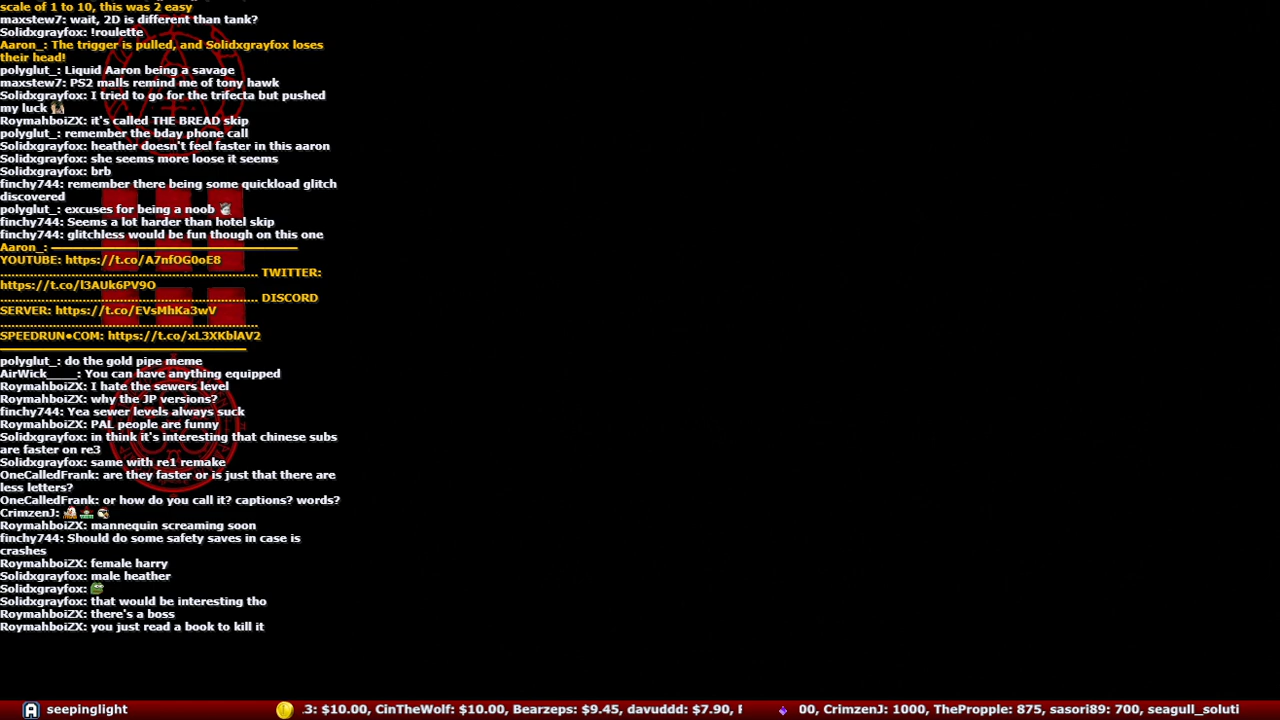 scale of 1 to 10, this was 2 easy
maxstew7: wait, 2D is different than tank?
Solidxgrayfox: !roulette
Aaron_: The trigger is pulled, and Solidxgrayfox loses
their head!
polyglut_: Liquid Aaron being a savage
maxstew7: PS2 malls remind me of tony hawk
Solidxgrayfox: I tried to go for the trifecta but pushed
my luck
RoymahboiZX: it's called THE BREAD skip
polyglut_: remember the bday phone call
Solidxgrayfox: heather doesn't feel faster in this aaron
Solidxgrayfox: she seems more loose it seems
Solidxgrayfox: brb
finchy744: remember there being some quickload glitch
discovered
polyglut_: excuses for being a noob
finchy744: Seems a lot harder than hotel skip
finchy744: glitchless would be fun though on this one
Aaron_: ─────────────────────────
YOUTUBE: https://t.co/A7nfOG0oE8
................................................................ TWITTER:
https://t.co/l3AUk6PV9O
................................................................ DISCORD
SERVER: https://t.co/EVsMhKa3wV
................................................................
SPEEDRUN●COM: https://t.co/xL3XKblAV2
─────────────────────────
polyglut_: do the gold pipe meme
AirWick____: You can have anything equipped
RoymahboiZX: I hate the sewers level
RoymahboiZX: why the JP versions?
finchy744: Yea sewer levels always suck
RoymahboiZX: PAL people are funny
Solidxgrayfox: in think it's interesting that chinese subs
are faster on re3
Solidxgrayfox: same with re1 remake
OneCalledFrank: are they faster or is just that there are
less letters?
OneCalledFrank: or how do you call it? captions? words?
CrimzenJ:
RoymahboiZX: mannequin screaming soon
finchy744: Should do some safety saves in case is
crashes
RoymahboiZX: female harry
Solidxgrayfox: male heather
Solidxgrayfox:
Solidxgrayfox: that would be interesting tho
RoymahboiZX: there's a boss
RoymahboiZX: you just read a book to kill it
seepinglight .3: $10.00, CinTheWolf: $10.00, Bearzeps: $9.45, davuddd: $7.90, 00, CrimzenJ: 1000, ThePropple: 875, sasori89: 700, seagull_soluti